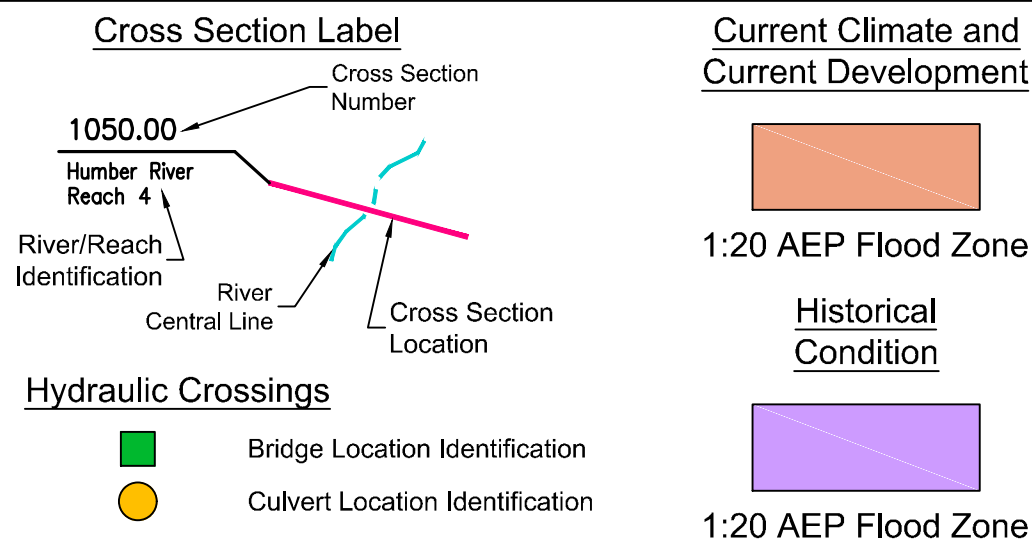 Cross Section Label
Cross Section
Number
1050.00
Humber River
Reach 4
River/Reach
Identification
River
Central Line
Cross Section
Location
Hydraulic Crossings
Bridge Location Identification
Culvert Location Identification
Current Climate and
Current Development
1:20 AEP Flood Zone
Historical
Condition
1:20 AEP Flood Zone